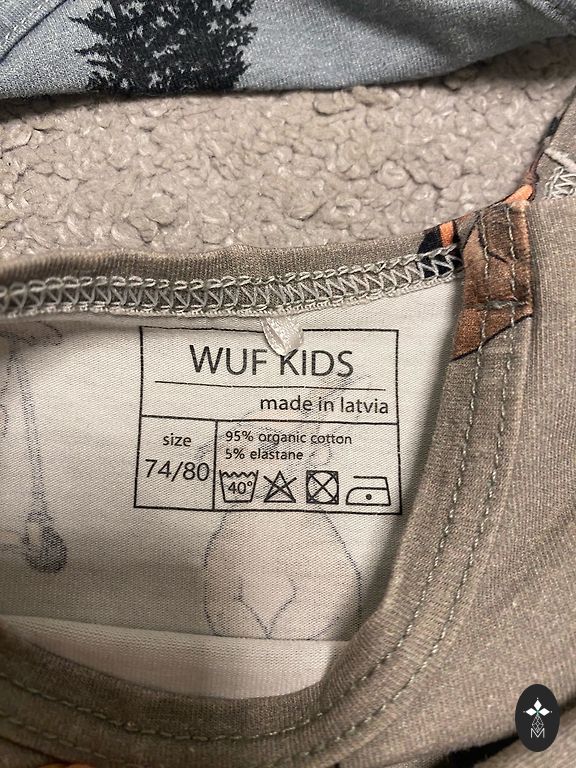 WUF KIDS
made in latvia
size
74/80
95% organic cotton
5% elastane
40°
M